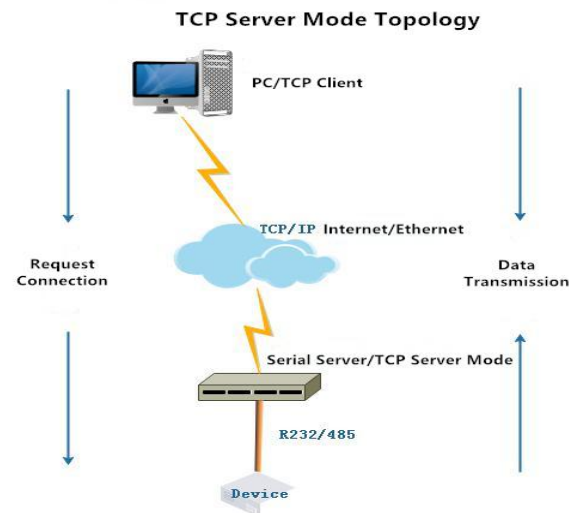 TCP Server Mode Topology
PC/TCP Client
TCP/IP Internet/Ethernet
Request
Connection
Data
Transmission
Serial Server/TCP Server Mode
R232/485
Device